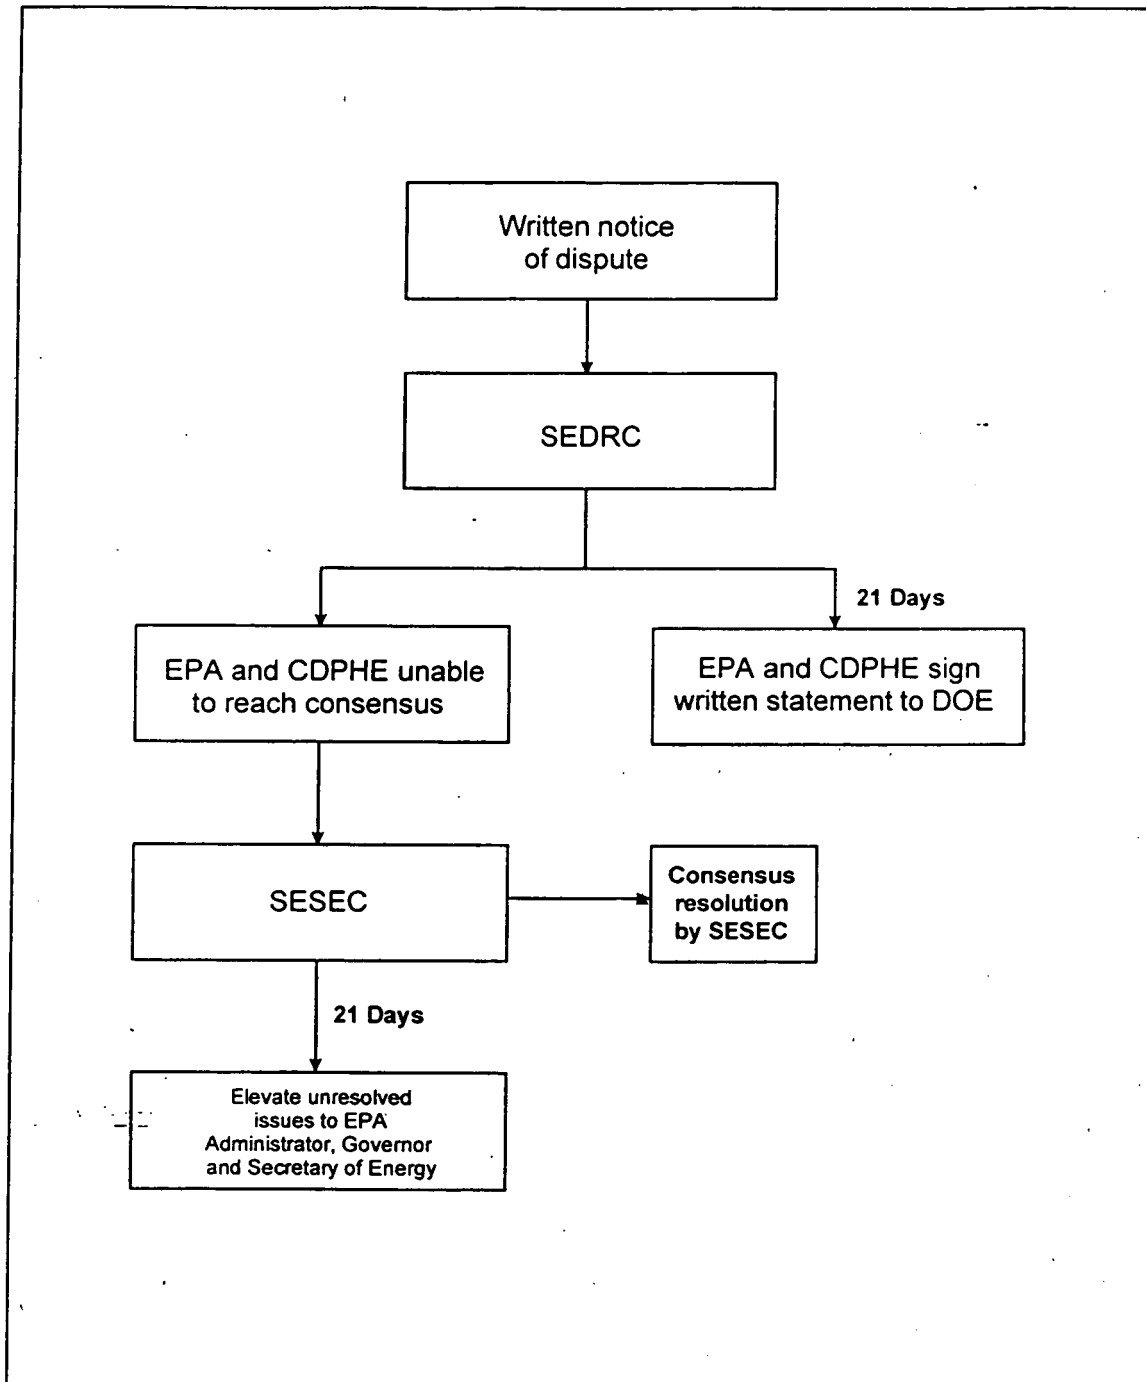 Written notice
of dispute
SEDRC
21 Days
EPA and CDPHE unable
to reach consensus
EPA and CDPHE sign
written statement to DOE
SESEC
Consensus
resolution
by SESEC
21 Days
Elevate unresolved
issues to EPA
Administrator, Governor
and Secretary of Energy